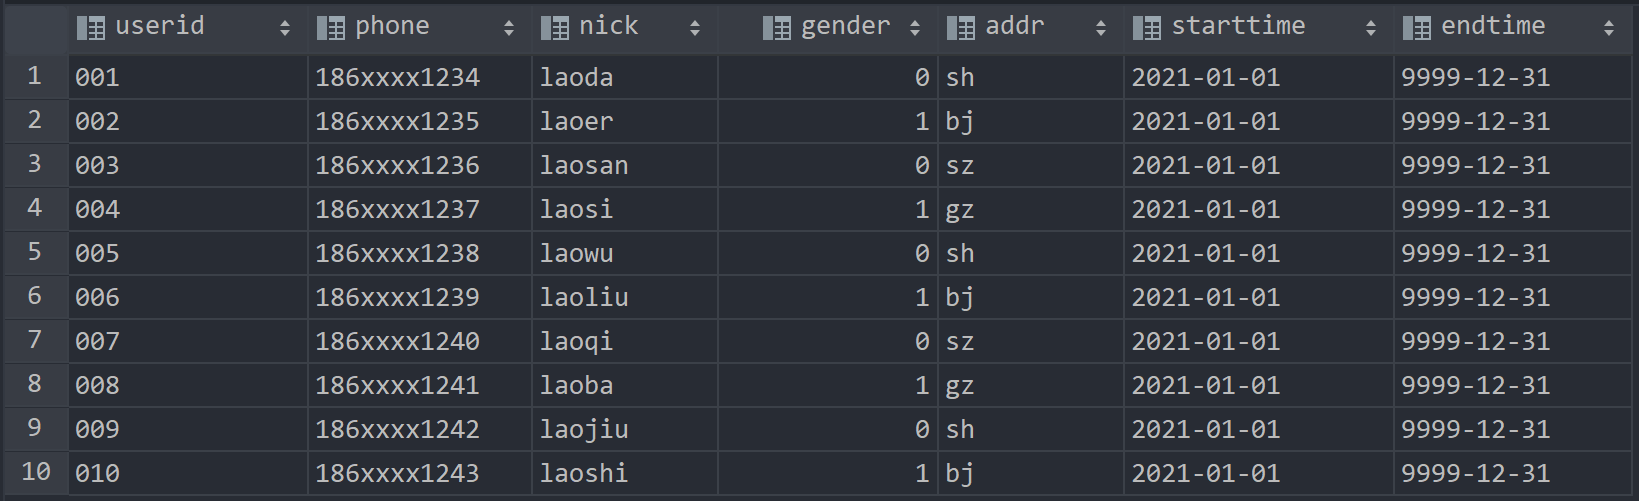 userid phone nick gender addr starttime endtime
1 001 186xxxx1234 laoda 0 sh 2021-01-01 9999-12-31
2 002 186xxxx1235 laoer 1 bj 2021-01-01 9999-12-31
3 003 186xxxx1236 laosan 0 sz 2021-01-01 9999-12-31
4 004 186xxxx1237 laosi 1 gz 2021-01-01 9999-12-31
5 005 186xxxx1238 laowu 0 sh 2021-01-01 9999-12-31
6 006 186xxxx1239 laoliu 1 bj 2021-01-01 9999-12-31
7 007 186xxxx1240 laoqi 0 sz 2021-01-01 9999-12-31
8 008 186xxxx1241 laoba 1 gz 2021-01-01 9999-12-31
9 009 186xxxx1242 laojiu 0 sh 2021-01-01 9999-12-31
10 010 186xxxx1243 laoshi 1 bj 2021-01-01 9999-12-31